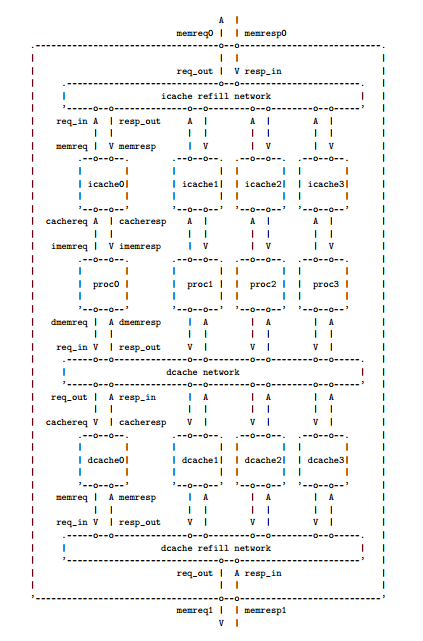 A |
memreq0 | | memresp0
req_out | V resp_in
icache refill network
req_in A | resp_out A | A | A |
| | | | | | | |
memreq | V memresp | V | V | V
icache0 icache1 icache2 icache3
cachereq A | cacheresp A | A | A |
| | | | | | | |
imemreq | V imemresp | V | V | V
proc0 proc1 proc2 proc3
dmemreq | A dmemresp | A | A | A
| | | | | | | |
req_in V | resp_out V | V | V |
dcache network
req_out | A resp_in | A | A | A
| | | | | | | |
cachereq V | cacheresp V | V | V |
dcache0 dcache1 dcache2 dcache3
memreq | A memresp | A | A | A
| | | | | | | |
req_in V | resp_out V | V | V |
dcache refill network
req_out | A resp_in
memreq1 | | memresp1
V |